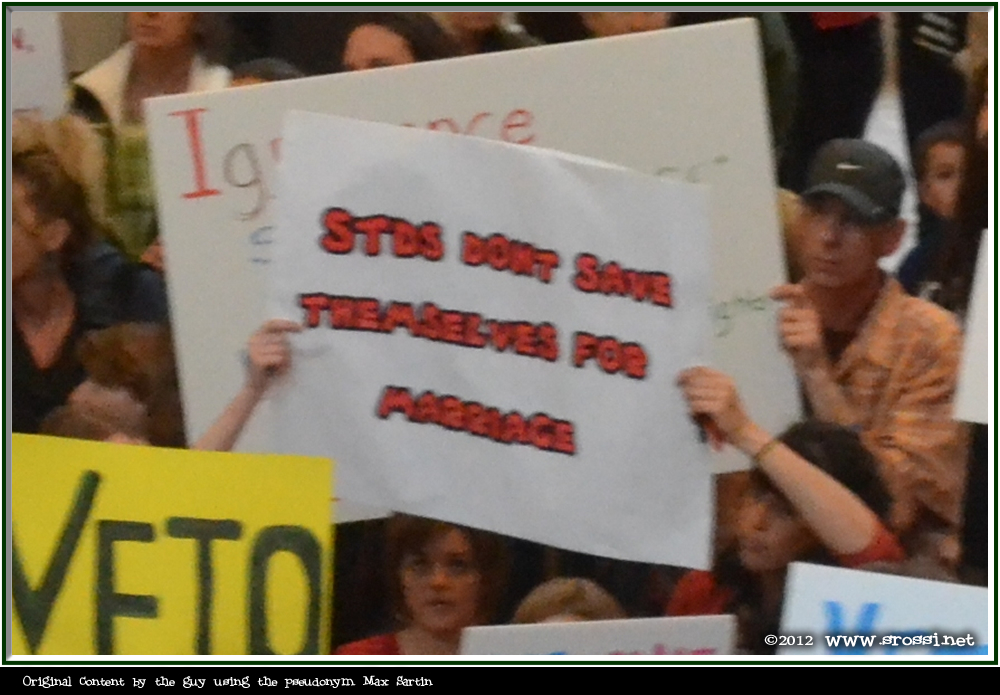 N.
Ignorance
STDS DONT SAVE
THEMSELVES FOR
MARRIAGE
VETO
©2012 www.srossi.net
Original Content by the guy using the pseudonym Max Sartin